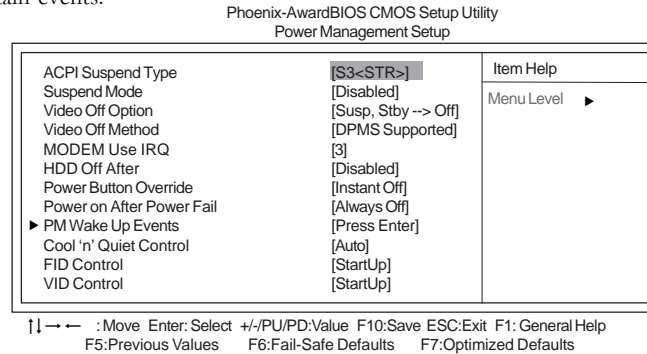 events.
Phoenix-AwardBIOS CMOS Setup Utility
Power Management Setup
ACPI Suspend Type [S3<STR>]
Suspend Mode [Disabled]
Video Off Option [Susp, Stby --> Off]
Video Off Method [DPMS Supported]
MODEM Use IRQ [3]
HDD Off After [Disabled]
Power Button Override [Instant Off]
Power on After Power Fail [Always Off]
▶ PM Wake Up Events [Press Enter]
Cool 'n' Quiet Control [Auto]
FID Control [StartUp]
VID Control [StartUp]
Item Help
Menu Level ▶
↑↓→← : Move Enter: Select +/-/PU/PD:Value F10:Save ESC:Exit F1: General Help
F5:Previous Values F6:Fail-Safe Defaults F7:Optimized Defaults